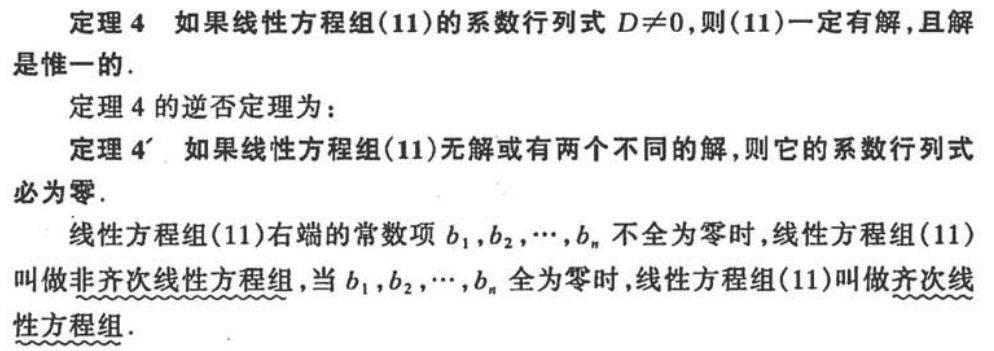 定理 4 如果线性方程组(11)的系数行列式 D≠0,则(11)一定有解,且解
是惟一的.
定理 4 的逆否定理为:
定理 4′ 如果线性方程组(11)无解或有两个不同的解,则它的系数行列式
必为零.
线性方程组(11)右端的常数项 b₁,b₂,⋯,bₙ 不全为零时,线性方程组(11)
叫做非齐次线性方程组,当 b₁,b₂,⋯,bₙ 全为零时,线性方程组(11)叫做齐次线
性方程组.